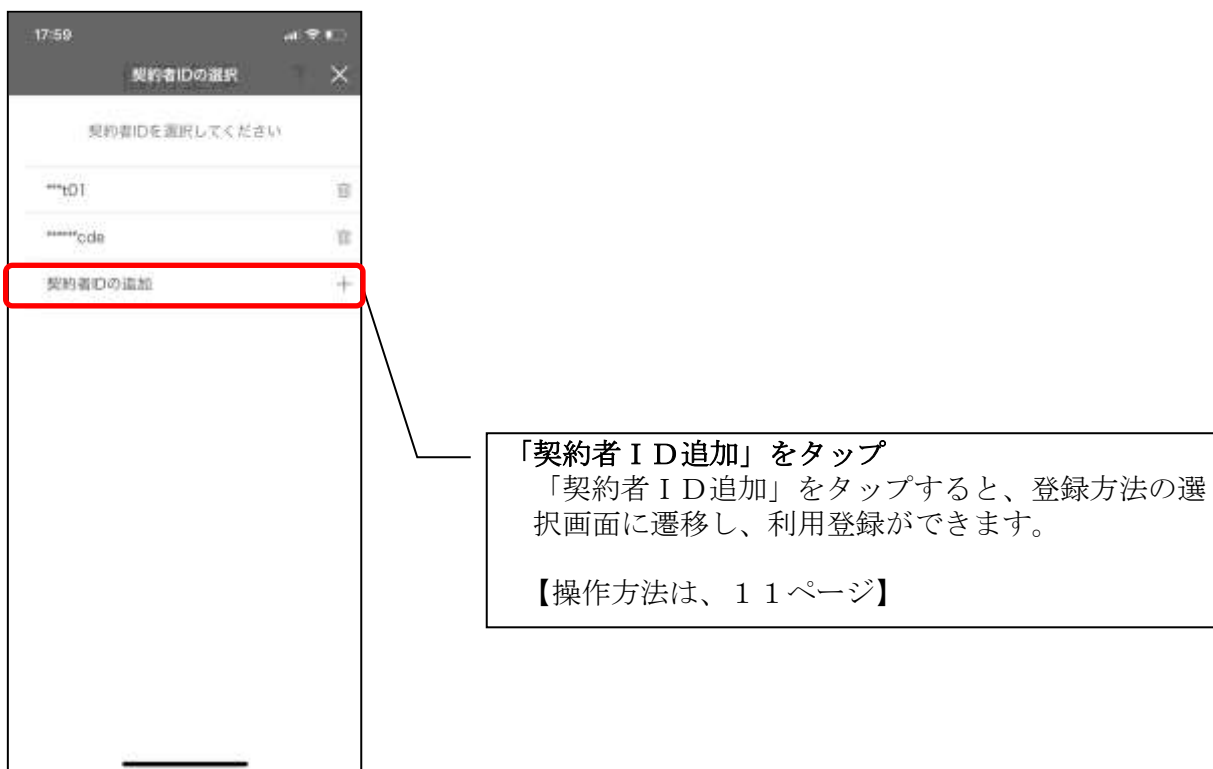 17:59
契約者IDの選択
契約者IDを選択してください
***t01
******cde
契約者IDの追加
「契約者ＩＤ追加」をタップ
「契約者ＩＤ追加」をタップすると、登録方法の選
択画面に遷移し、利用登録ができます。
【操作方法は、１１ページ】